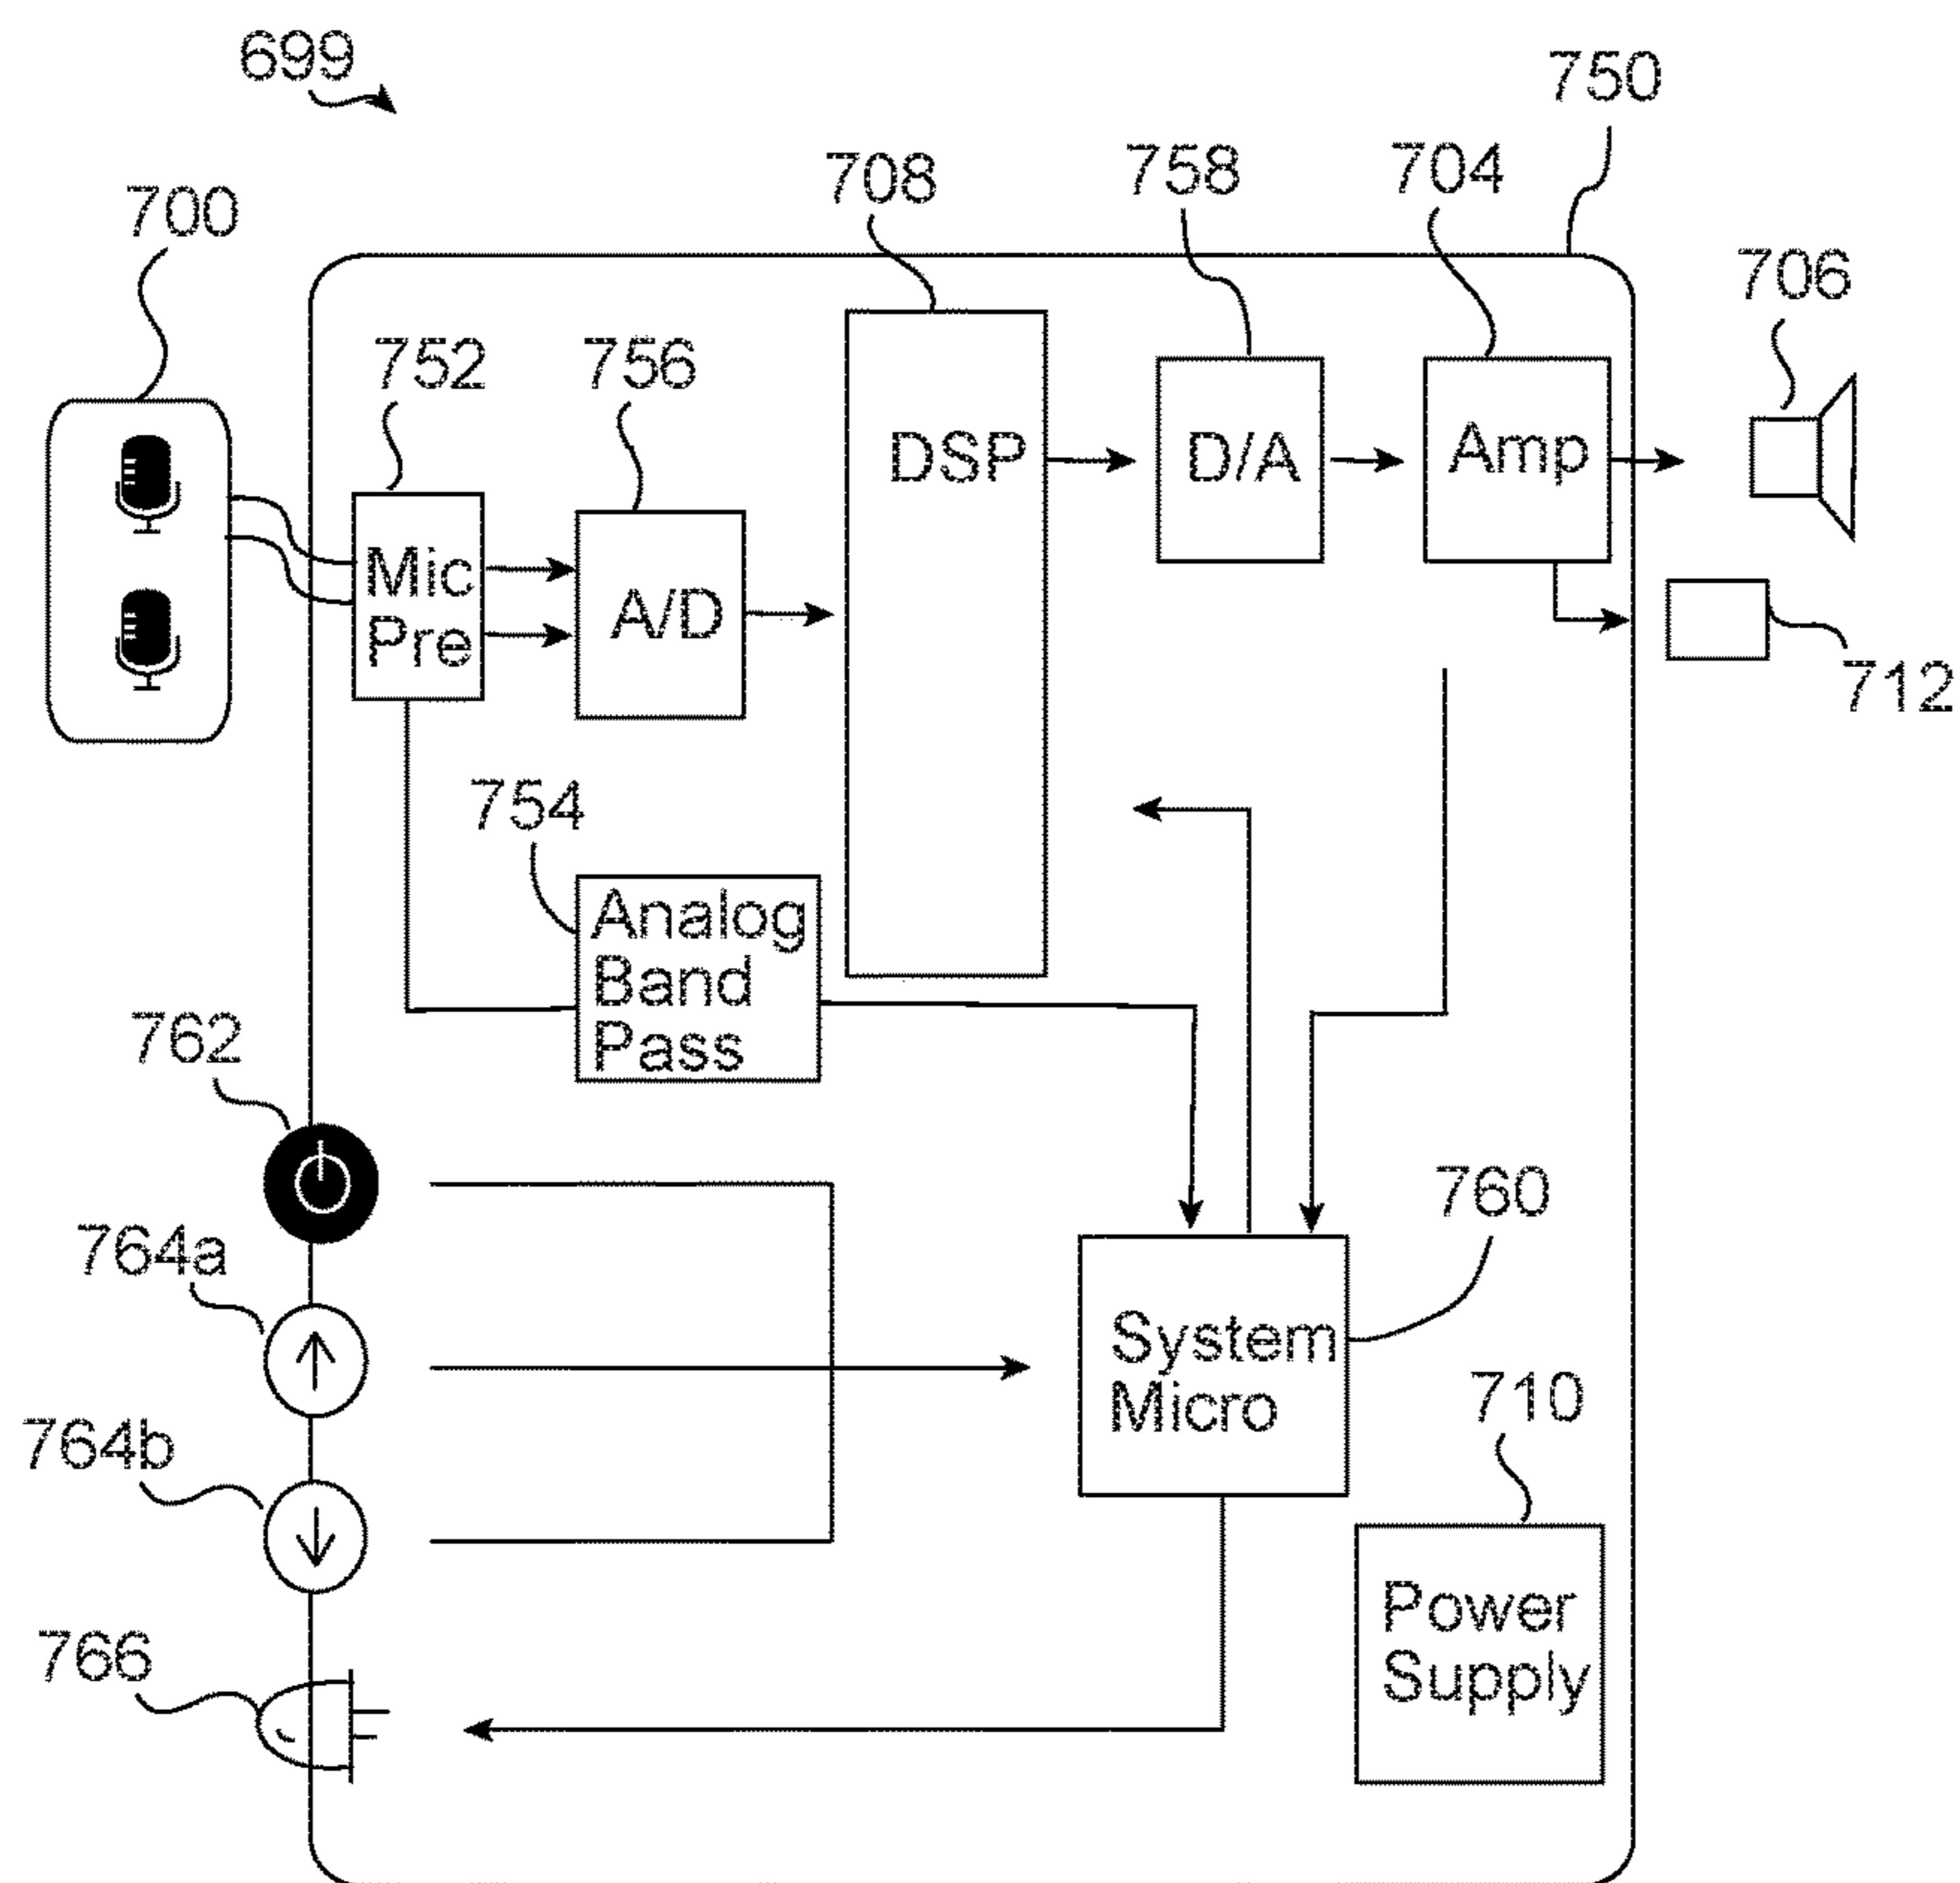 699
750
708
758
704
700
706
752
756
DSP
D/A
Amp
Mic
Pre
A/D
712
754
Analog
Band
Pass
762
760
764a
System
Micro
710
764b
Power
Supply
766